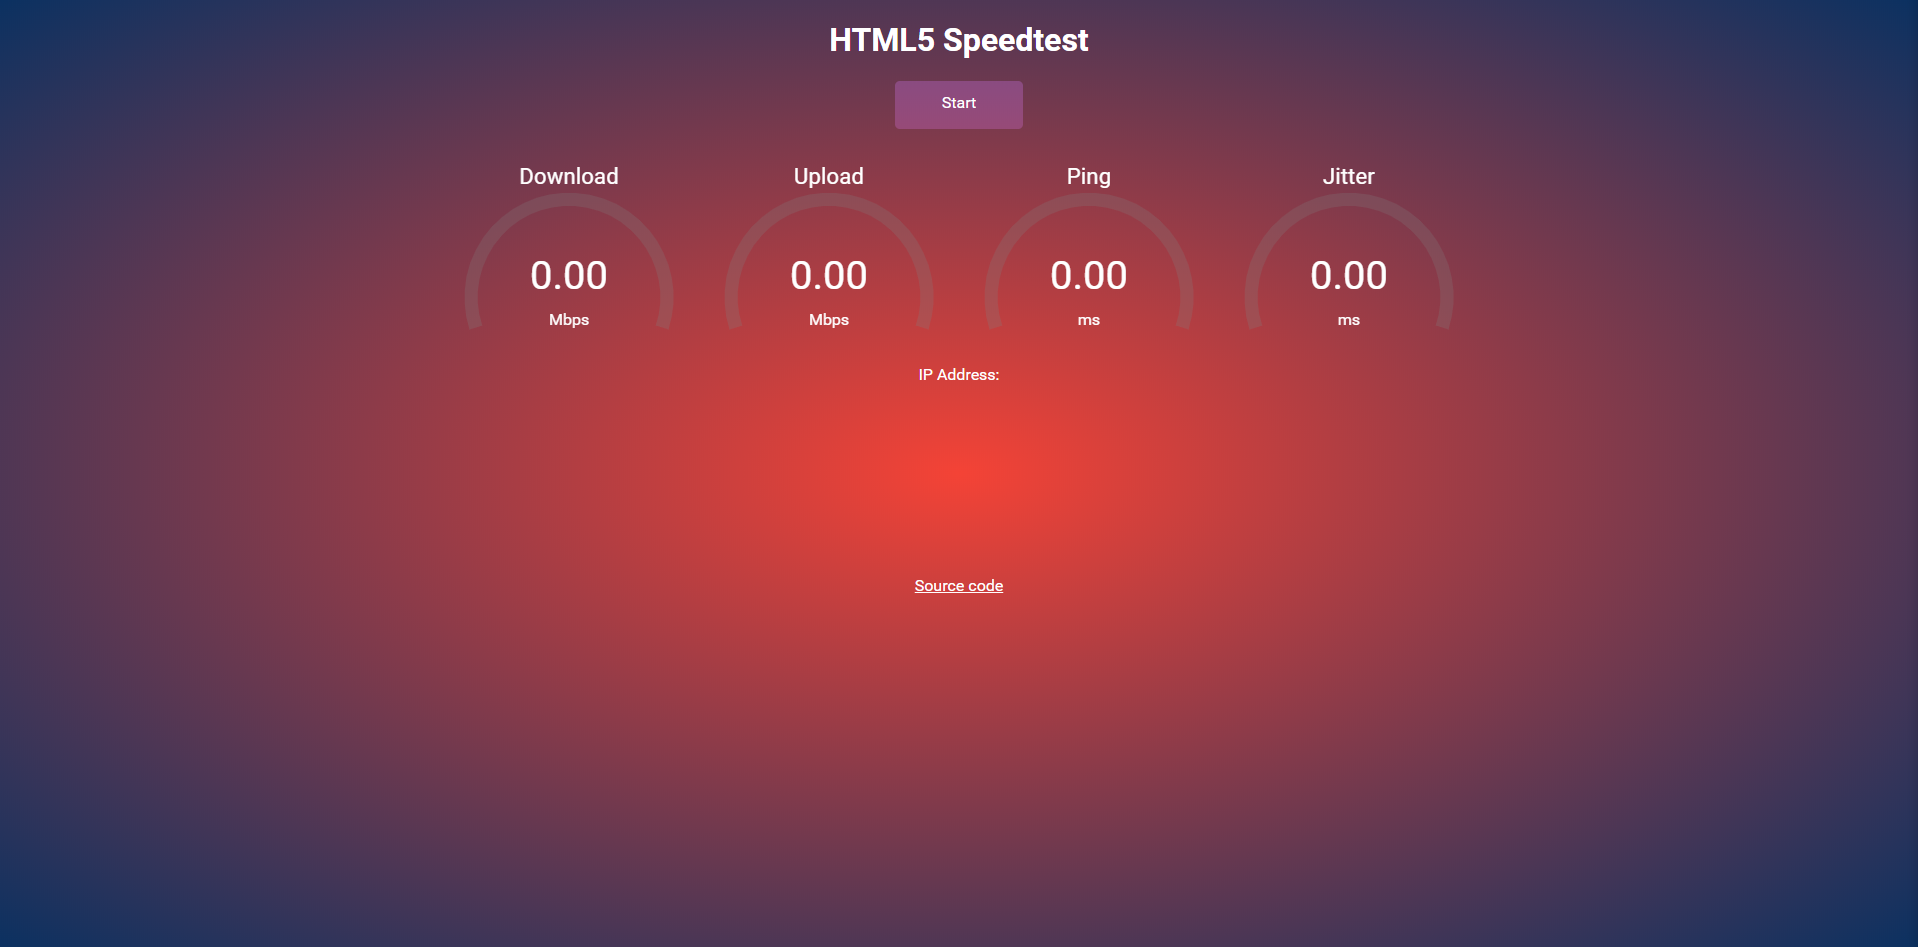 HTML5 Speedtest
Start
Download Upload Ping Jitter
0.00 0.00 0.00 0.00
Mbps Mbps ms ms
IP Address:
Source code